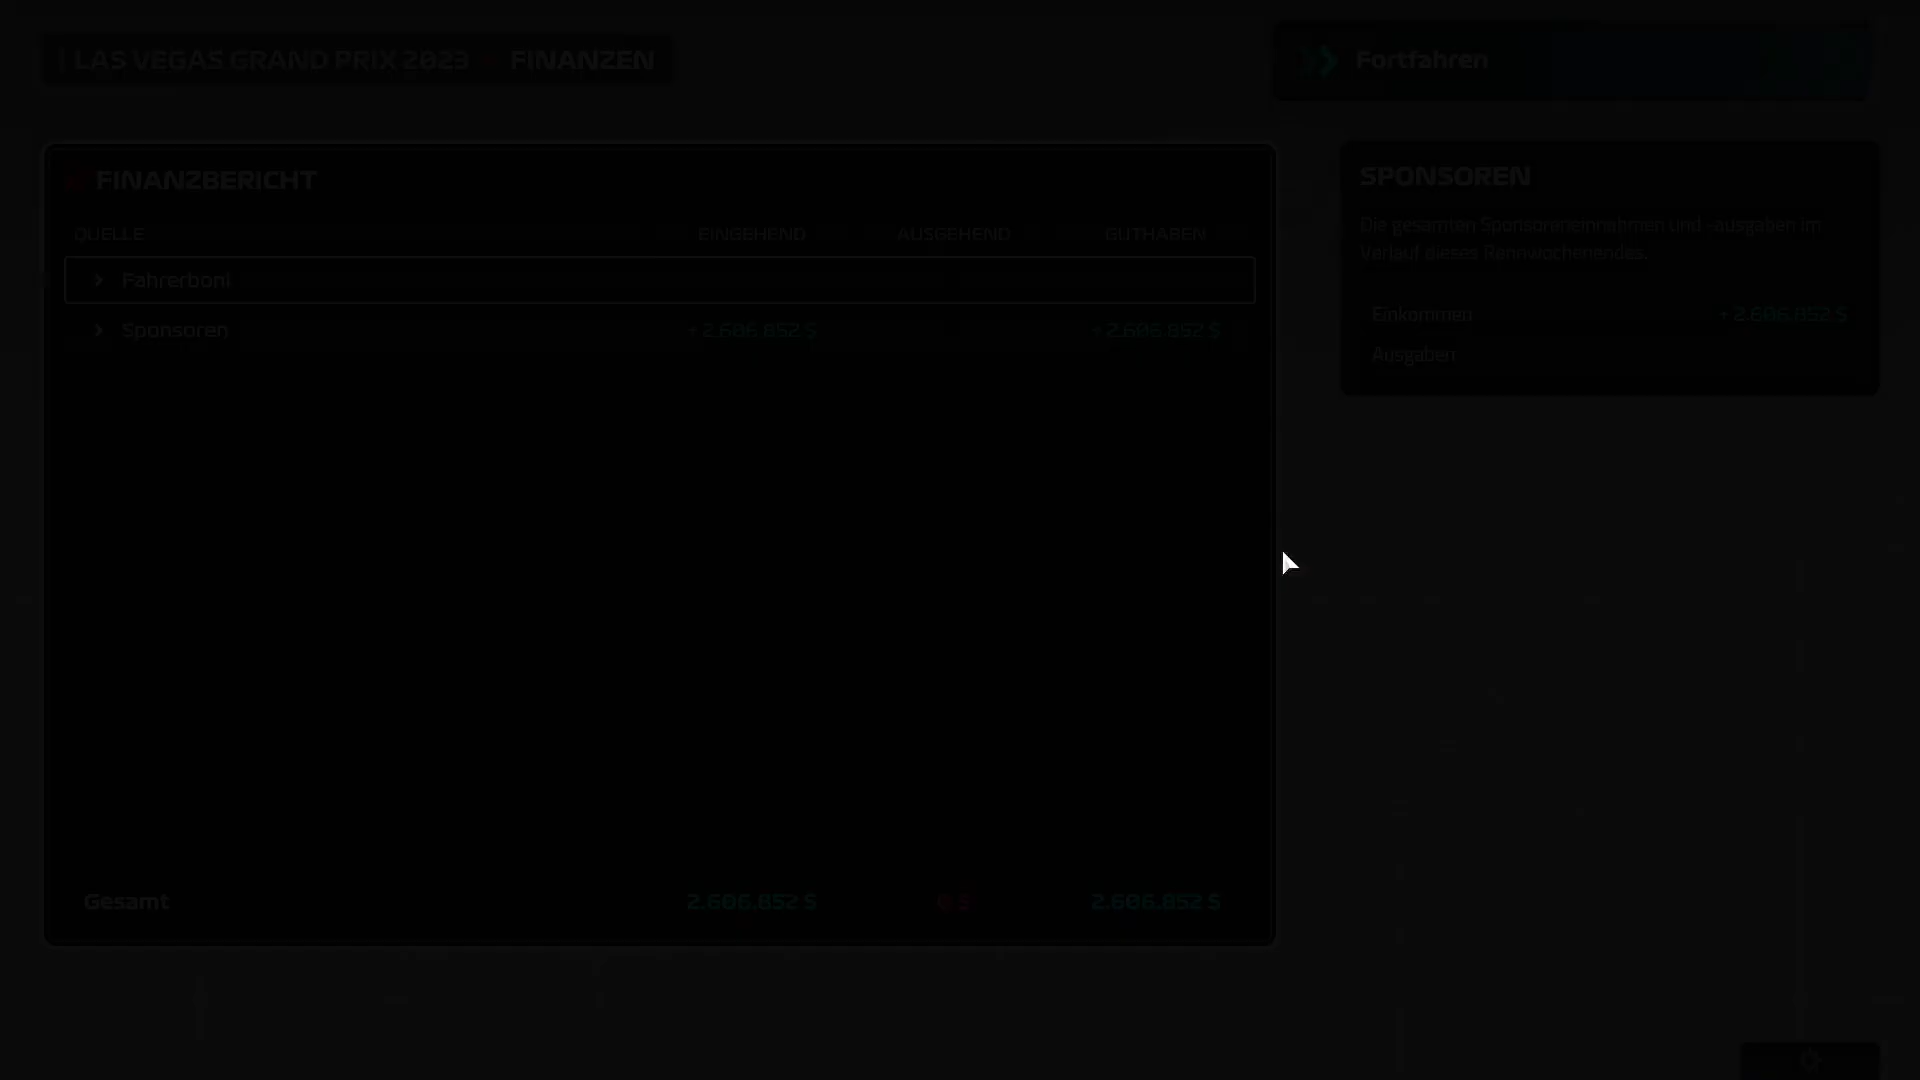 LAS VEGAS GRAND PRIX 2023 FINANZEN
Fortfahren
FINANZBERICHT
QUELLE EINGEHEND AUSGEHEND GUTHABEN
Fahrerboni
Sponsoren + 2.606.852 $ + 2.606.852 $
Gesamt 2.606.852 $ 0 $ 2.606.852 $
SPONSOREN
Die gesamten Sponsoreneinnahmen und -ausgaben im
Verlauf dieses Rennwochenendes.
Einkommen + 2.606.852 $
Ausgaben